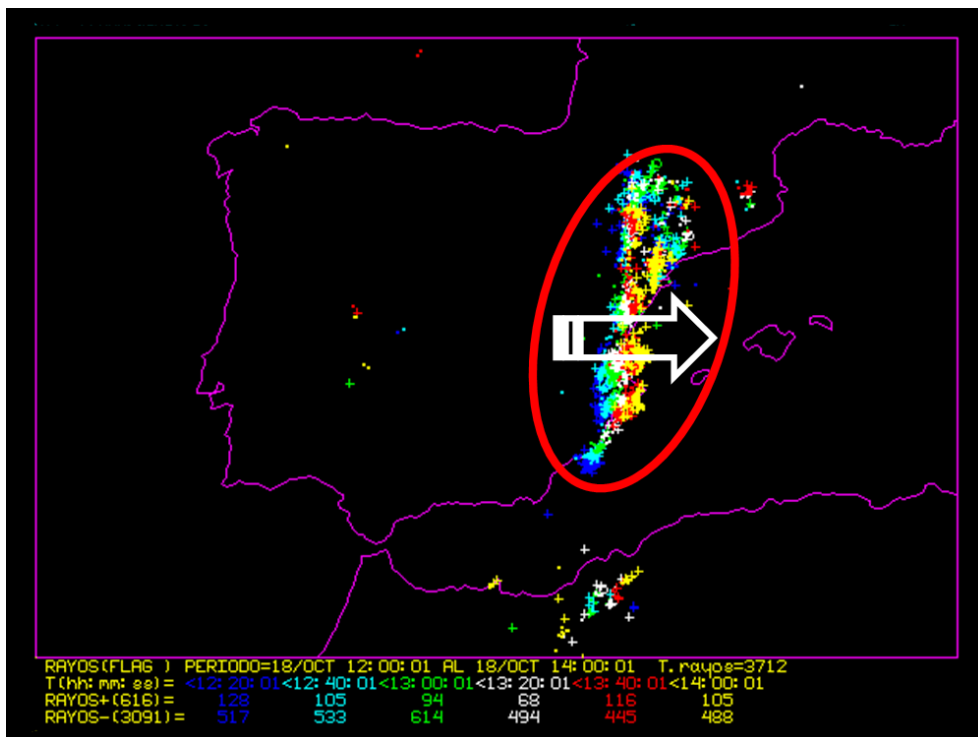 RAYOS(FLAG ) PERIODO=18/OCT 12:00:01 AL 18/OCT 14:00:01 T.rayos=3712
T(hh:mm:ss)= <12:20:01<12:40:01<13:00:01<13:20:01<13:40:01<14:00:01
RAYOS+(616)= 128 105 94 68 116 105
RAYOS-(3091)= 517 533 614 494 445 488